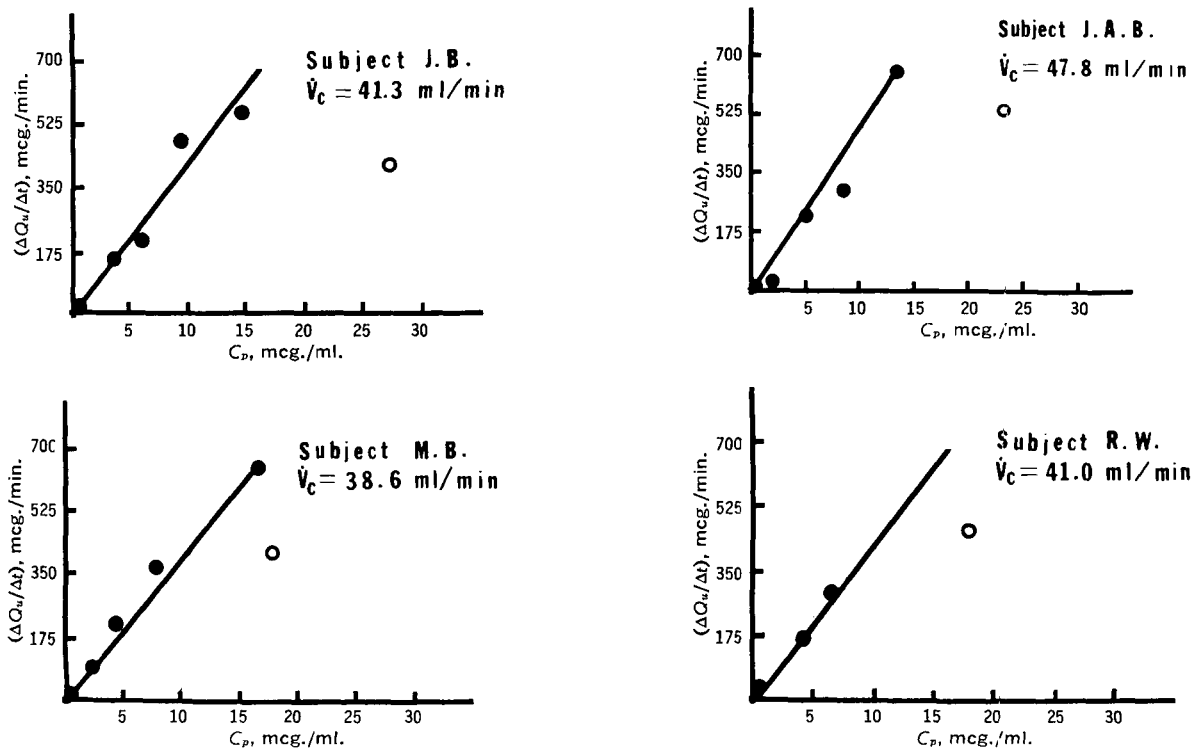 Subject J.B.
V̇c = 41.3 ml/min
(ΔQu/Δt), mcg./min.
700
525
350
175
5 10 15 20 25 30
Cp, mcg./ml.
Subject J.A.B.
V̇c = 47.8 ml/min
(ΔQu/Δt), mcg./min.
700
525
350
175
5 10 15 20 25 30
Cp, mcg./ml.
Subject M.B.
V̇c = 38.6 ml/min
(ΔQu/Δt), mcg./min.
700
525
350
175
5 10 15 20 25 30
Cp, mcg./ml.
Subject R.W.
V̇c = 41.0 ml/min
(ΔQu/Δt), mcg./min.
700
525
350
175
5 10 15 20 25 30
Cp, mcg./ml.